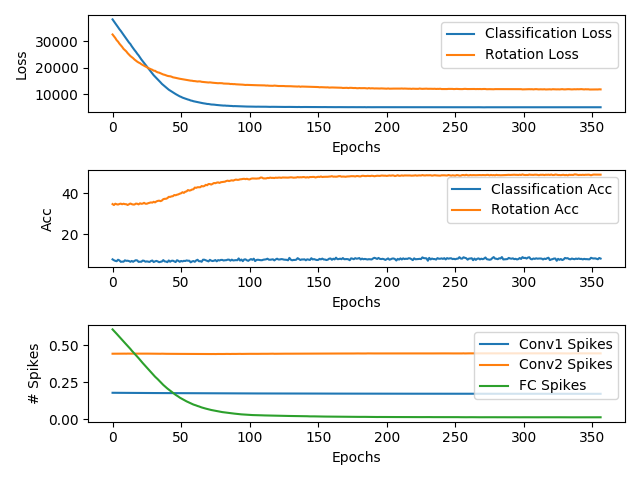 Loss
30000
20000
10000
Classification Loss
Rotation Loss
0 50 100 150 200 250 300 350
Epochs
Acc
40
20
Classification Acc
Rotation Acc
0 50 100 150 200 250 300 350
Epochs
# Spikes
0.50
0.25
0.00
Conv1 Spikes
Conv2 Spikes
FC Spikes
0 50 100 150 200 250 300 350
Epochs